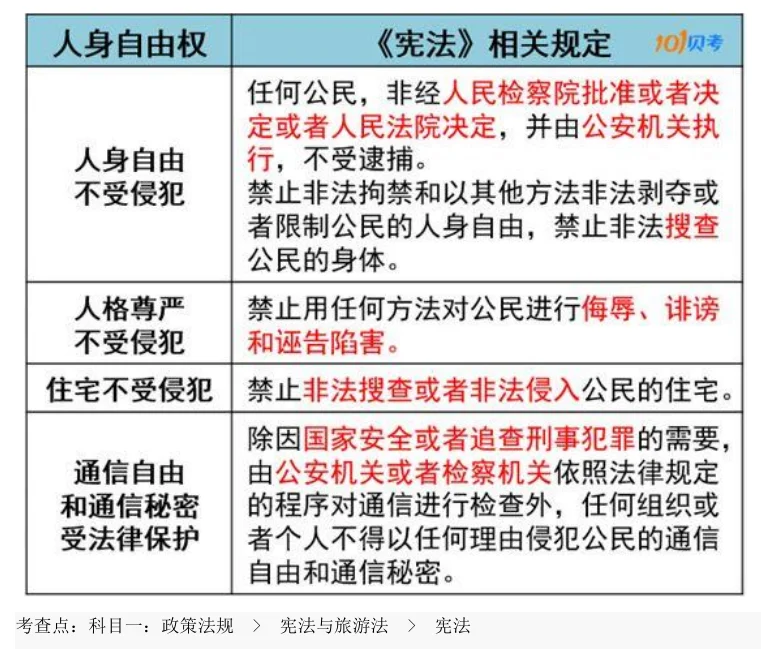 人身自由权
《宪法》相关规定
101贝考
人身自由
不受侵犯
任何公民，非经人民检察院批准或者决
定或者人民法院决定，并由公安机关执
行，不受逮捕。
禁止非法拘禁和以其他方法非法剥夺或
者限制公民的人身自由，禁止非法搜查
公民的身体。
人格尊严
不受侵犯
禁止用任何方法对公民进行侮辱、诽谤
和诬告陷害。
住宅不受侵犯
禁止非法搜查或者非法侵入公民的住宅。
通信自由
和通信秘密
受法律保护
除因国家安全或者追查刑事犯罪的需要，
由公安机关或者检察机关依照法律规定
的程序对通信进行检查外，任何组织或
者个人不得以任何理由侵犯公民的通信
自由和通信秘密。
考查点：科目一：政策法规 > 宪法与旅游法 > 宪法